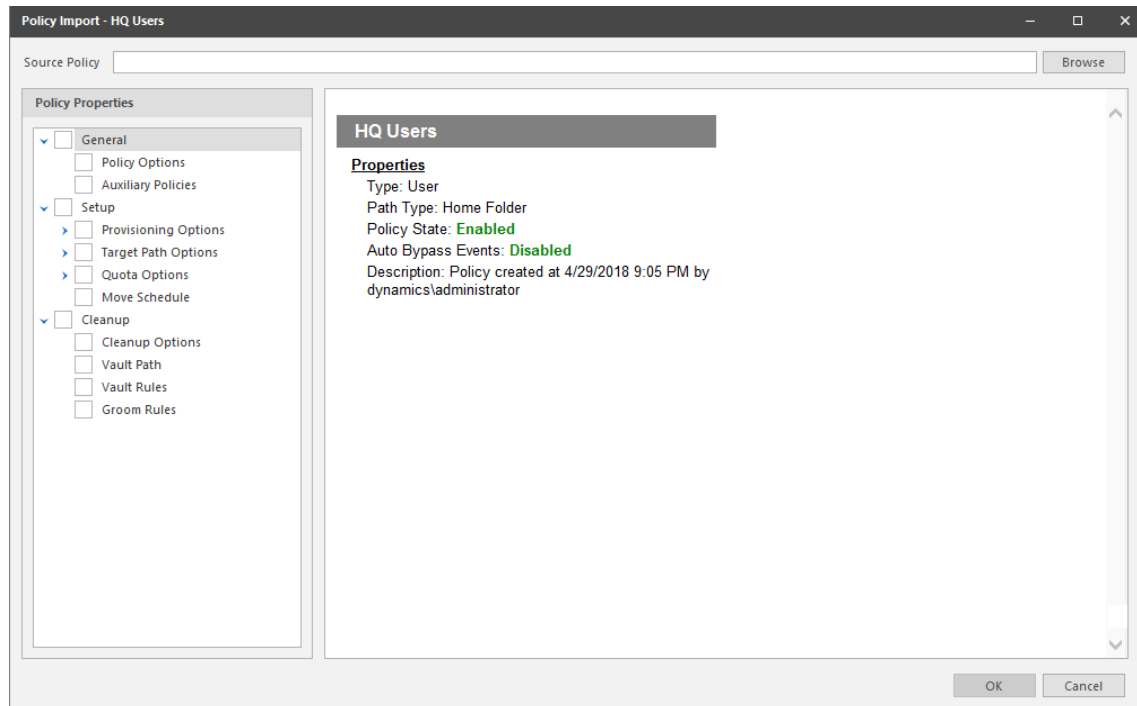 Policy Import - HQ Users
Source Policy
Browse
Policy Properties
General
Policy Options
Auxiliary Policies
Setup
Provisioning Options
Target Path Options
Quota Options
Move Schedule
Cleanup
Cleanup Options
Vault Path
Vault Rules
Groom Rules
HQ Users
Properties
Type: User
Path Type: Home Folder
Policy State: Enabled
Auto Bypass Events: Disabled
Description: Policy created at 4/29/2018 9:05 PM by
dynamics\administrator
OK
Cancel